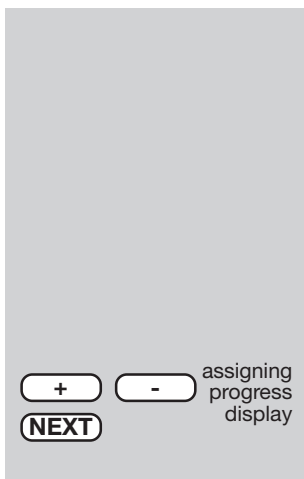 + - assigning
progress
NEXT display